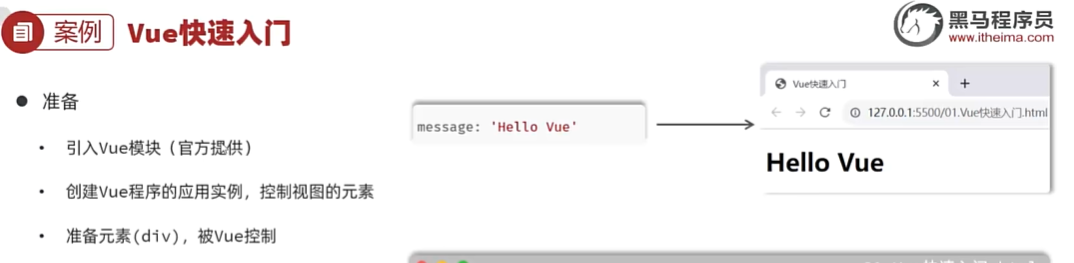 案例 Vue快速入门
黑马程序员
www.itheima.com
准备
引入Vue模块（官方提供）
创建Vue程序的应用实例，控制视图的元素
准备元素(div)，被Vue控制
message: 'Hello Vue'
Vue快速入门
127.0.0.1:5500/01.Vue快速入门.html
Hello Vue